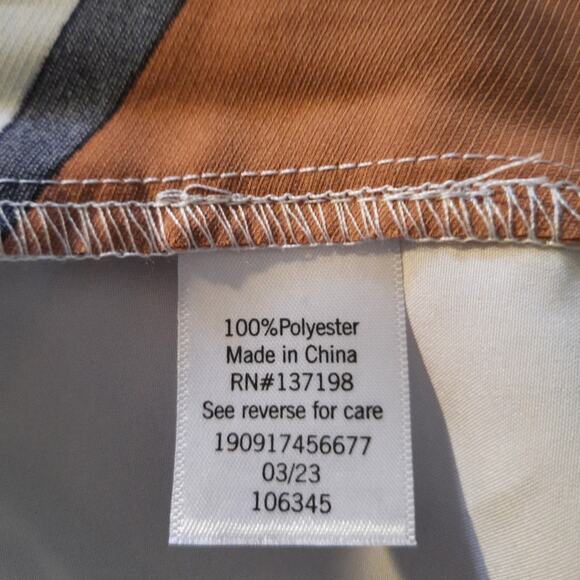 100%Polyester
Made in China
RN#137198
See reverse for care
190917456677
03/23
106345